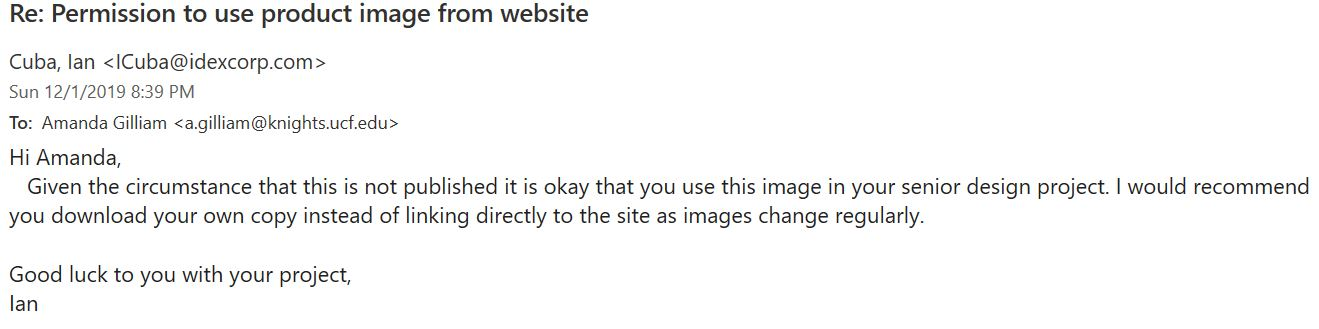 Re: Permission to use product image from website
Cuba, Ian <ICuba@idexcorp.com>
Sun 12/1/2019 8:39 PM
To: Amanda Gilliam <a.gilliam@knights.ucf.edu>
Hi Amanda,
Given the circumstance that this is not published it is okay that you use this image in your senior design project. I would recommend
you download your own copy instead of linking directly to the site as images change regularly.
Good luck to you with your project,
Ian